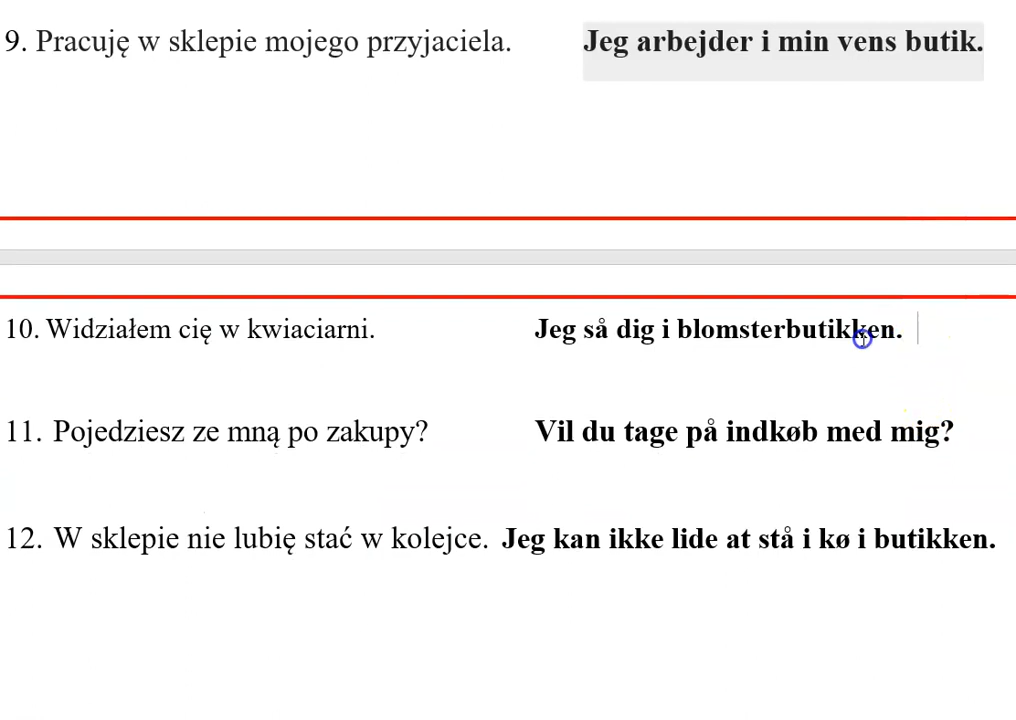 9. Pracuję w sklepie mojego przyjaciela. Jeg arbejder i min vens butik.
10. Widziałem cię w kwiaciarni. Jeg så dig i blomsterbutikken.
11. Pojedziesz ze mną po zakupy? Vil du tage på indkøb med mig?
12. W sklepie nie lubię stać w kolejce. Jeg kan ikke lide at stå i kø i butikken.